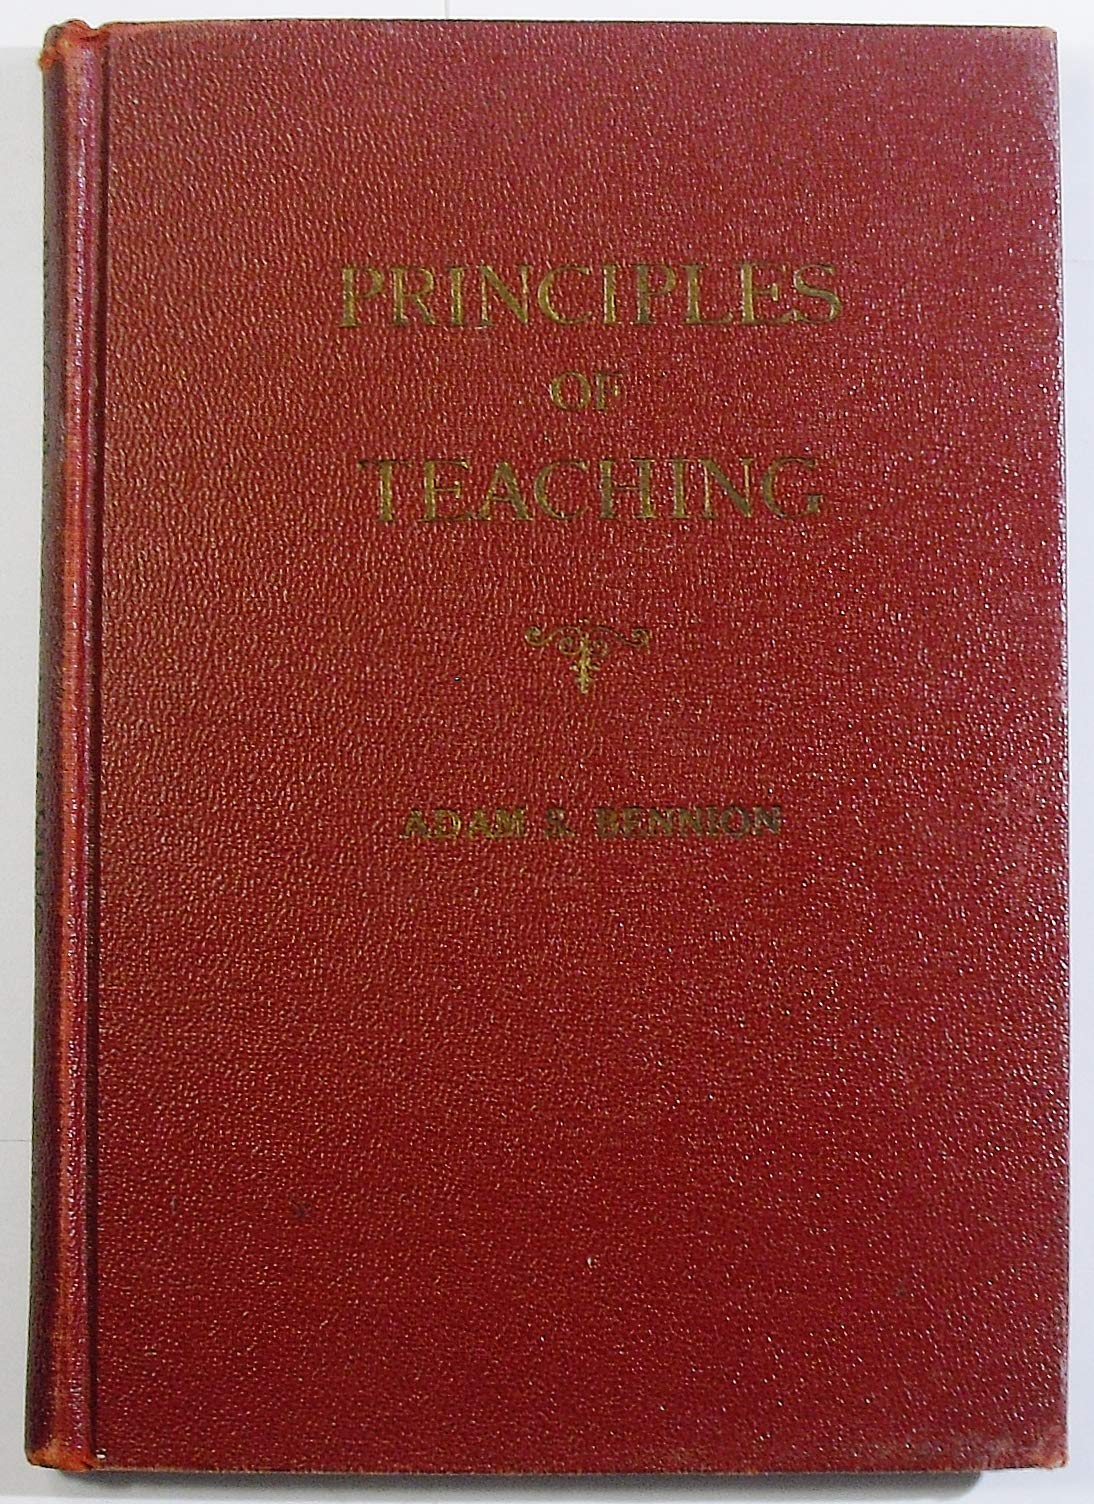 PRINCIPLES
OF
TEACHING
ADAM S. BENNION